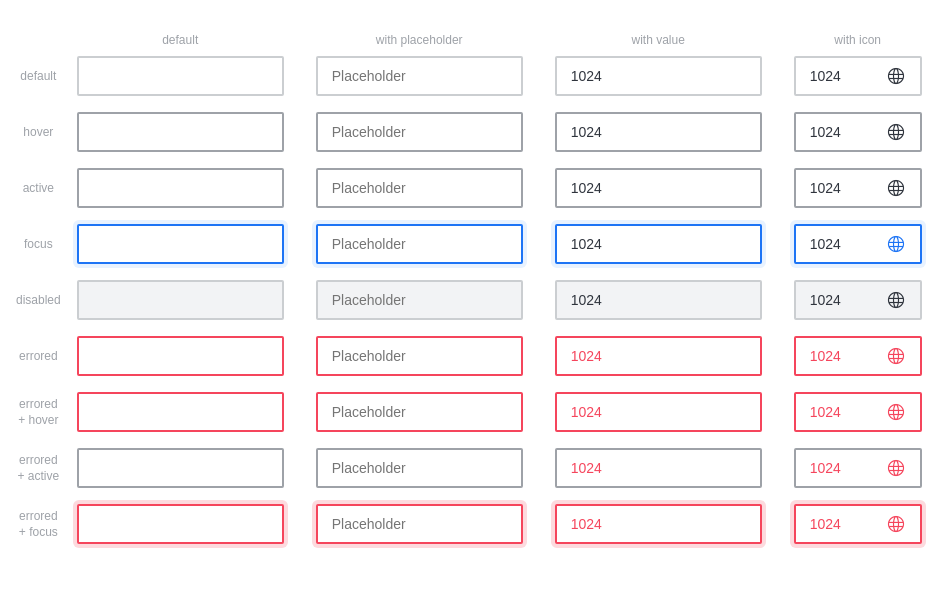 default with placeholder with value with icon
default Placeholder 1024 1024
hover Placeholder 1024 1024
active Placeholder 1024 1024
focus Placeholder 1024 1024
disabled Placeholder 1024 1024
errored Placeholder 1024 1024
errored
+ hover Placeholder 1024 1024
errored
+ active Placeholder 1024 1024
errored
+ focus Placeholder 1024 1024